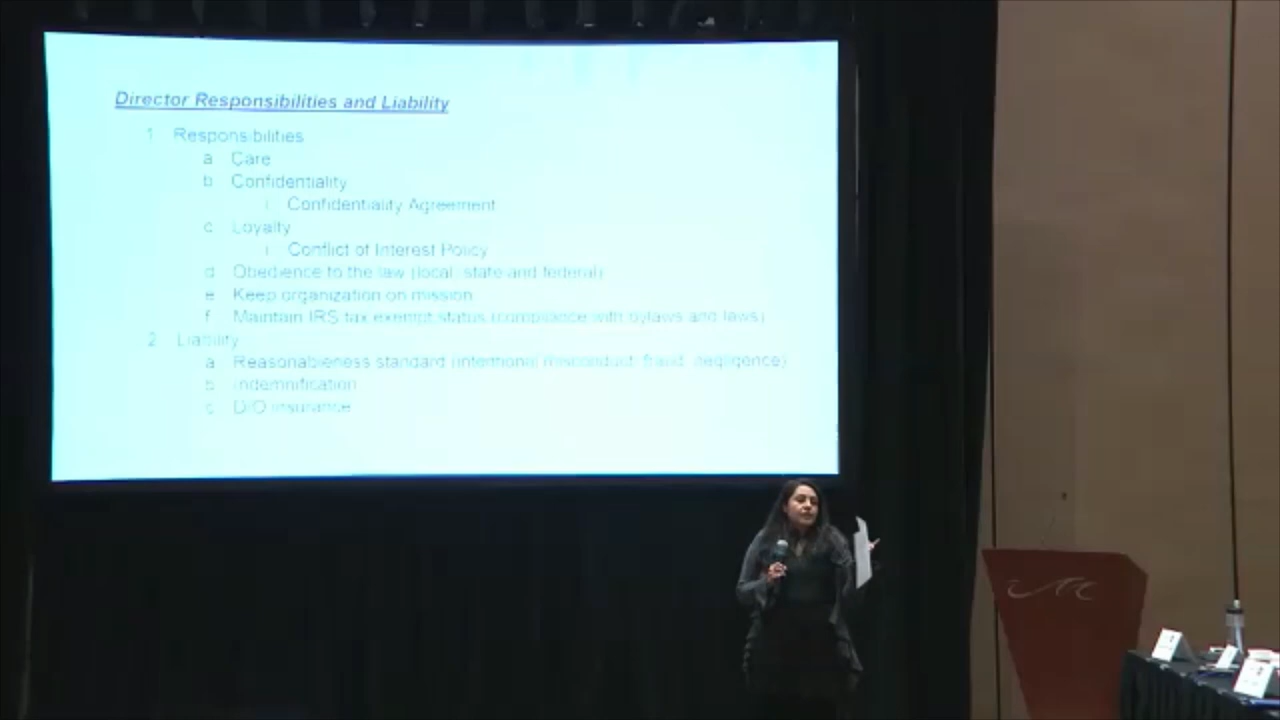 Director Responsibilities and Liability
1 Responsibilities
a Care
b Confidentiality
i Confidentiality Agreement
c Loyalty
i Conflict of Interest Policy
d Obedience to the law (local, state and federal)
e Keep organization on mission
f Maintain IRS tax exempt status (compliance with bylaws and laws)
2 Liability
a Reasonableness standard (intentional misconduct, fraud, negligence)
b Indemnification
c D/O insurance